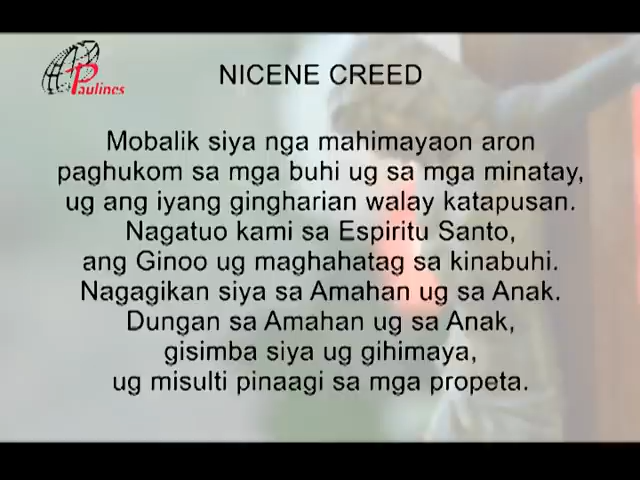 Paulines
NICENE CREED
Mobalik siya nga mahimayaon aron
paghukom sa mga buhi ug sa mga minatay,
ug ang iyang gingharian walay katapusan.
Nagatuo kami sa Espiritu Santo,
ang Ginoo ug maghahatag sa kinabuhi.
Nagagikan siya sa Amahan ug sa Anak.
Dungan sa Amahan ug sa Anak,
gisimba siya ug gihimaya,
ug misulti pinaagi sa mga propeta.